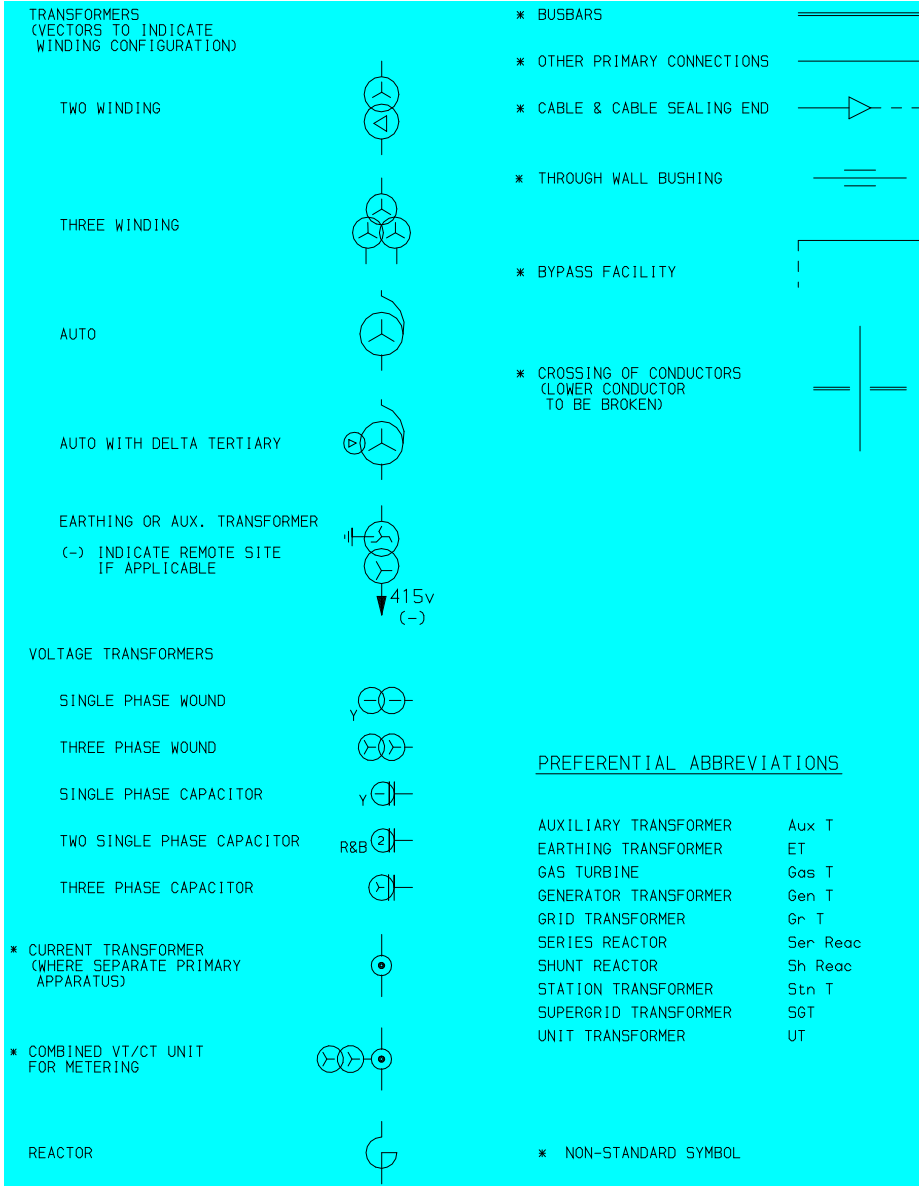 TRANSFORMERS
(VECTORS TO INDICATE
WINDING CONFIGURATION)
TWO WINDING
THREE WINDING
AUTO
AUTO WITH DELTA TERTIARY
EARTHING OR AUX. TRANSFORMER
(-) INDICATE REMOTE SITE
IF APPLICABLE
415v
(-)
VOLTAGE TRANSFORMERS
SINGLE PHASE WOUND
Y
THREE PHASE WOUND
SINGLE PHASE CAPACITOR
Y
TWO SINGLE PHASE CAPACITOR
R&B 2
THREE PHASE CAPACITOR
* CURRENT TRANSFORMER
(WHERE SEPARATE PRIMARY
APPARATUS)
* COMBINED VT/CT UNIT
FOR METERING
REACTOR
* BUSBARS
* OTHER PRIMARY CONNECTIONS
* CABLE & CABLE SEALING END
* THROUGH WALL BUSHING
* BYPASS FACILITY
* CROSSING OF CONDUCTORS
(LOWER CONDUCTOR
TO BE BROKEN)
PREFERENTIAL ABBREVIATIONS
AUXILIARY TRANSFORMER Aux T
EARTHING TRANSFORMER ET
GAS TURBINE Gas T
GENERATOR TRANSFORMER Gen T
GRID TRANSFORMER Gr T
SERIES REACTOR Ser Reac
SHUNT REACTOR Sh Reac
STATION TRANSFORMER Stn T
SUPERGRID TRANSFORMER SGT
UNIT TRANSFORMER UT
* NON-STANDARD SYMBOL